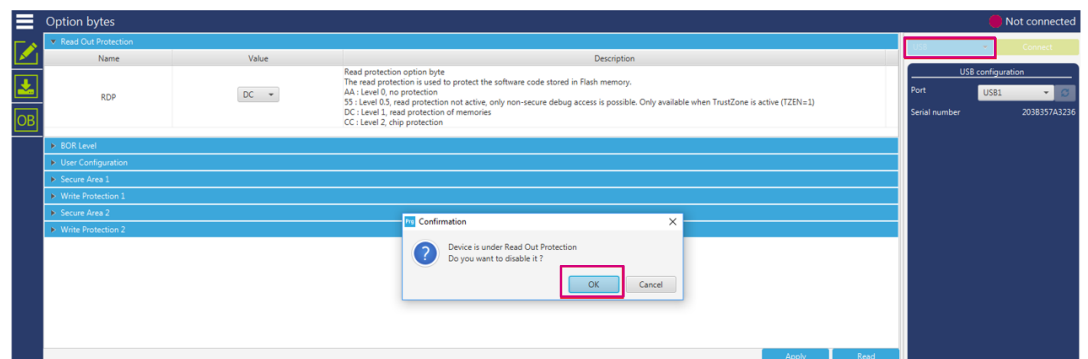 Option bytes
Not connected
Read Out Protection
Name Value Description
RDP
DC
Read protection option byte
The read protection is used to protect the software code stored in Flash memory.
AA : Level 0, no protection
55 : Level 0.5, read protection not active, only non-secure debug access is possible. Only available when TrustZone is active (TZEN=1)
DC : Level 1, read protection of memories
CC : Level 2, chip protection
BOR Level
User Configuration
Secure Area 1
Write Protection 1
Secure Area 2
Write Protection 2
OB
Pro Confirmation
Device is under Read Out Protection
Do you want to disable it ?
OK Cancel
Apply Read
USB Connect
USB configuration
Port USB1
Serial number 203B357A3236